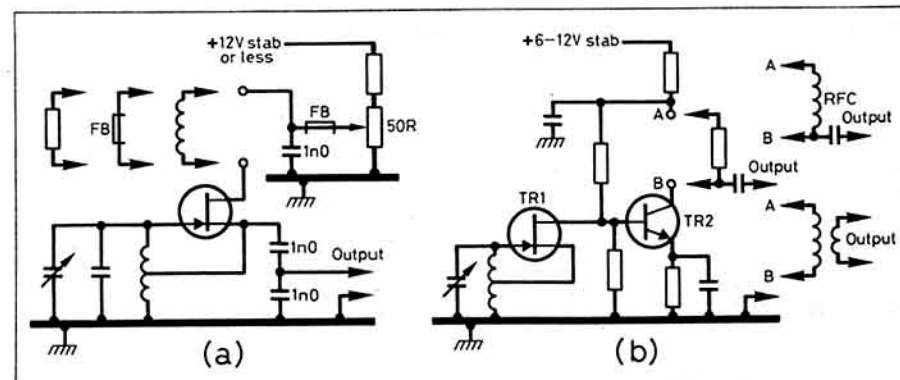 +12V stab
or less
FB
FB
50R
1n0
1n0
Output
1n0
(a)
+6−12V stab
A
RFC
Output
B
A
Output
B
TR1
TR2
A
Output
B
(b)